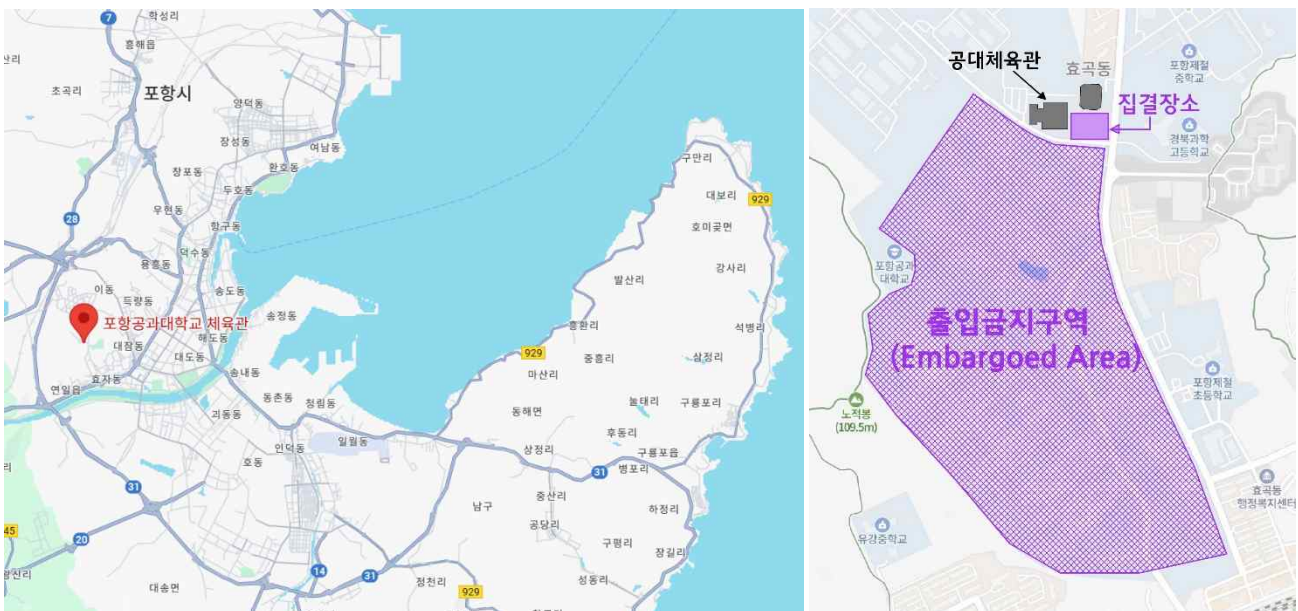 7
학성리
흥해읍
초곡리
포항시
양덕동
장성동
여남동
창포동
환호동
두호동
우현동
28
항구동
덕수동
용흥동
이동
득량동
송도동
송정동
포항공과대학교 체육관
해도동
대잠동
대도동
연일읍
효자동
송내동
동촌동
청림동
괴동동
인덕동
일월동
호동
31
20
14
31
대송면
구만리
929
대보리
호미곶면
강사리
발산리
흥환리
석병리
929
중흥리
삼정리
마산리
눌태리
구룡포리
동해면
후동리
상정리
구룡포읍
31
병포리
중산리
남구
하정리
공당리
구평리
장길리
정천리
성동리
929
45
공대체육관
효곡동
포항제철
중학교
집결장소
경북과학
고등학교
포항공과
대학교
출입금지구역
(Embargoed Area)
포항제철
초등학교
노적봉
(109.5m)
효곡동
행정복지센터
유강중학교